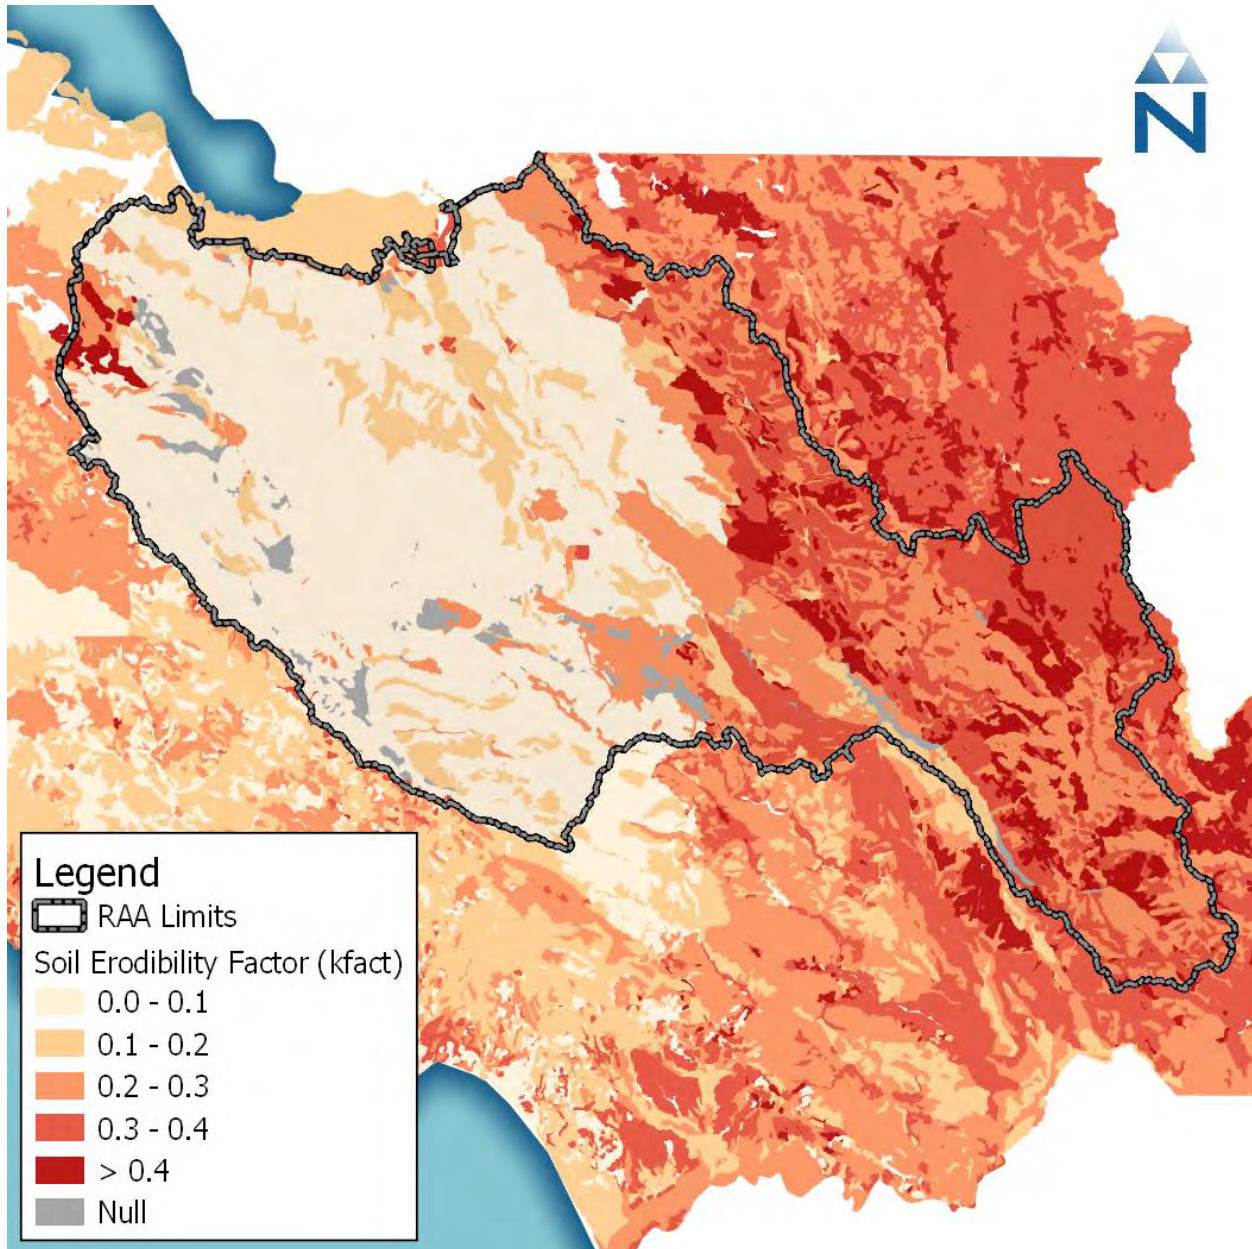 N
Legend
RAA Limits
Soil Erodibility Factor (kfact)
0.0 - 0.1
0.1 - 0.2
0.2 - 0.3
0.3 - 0.4
> 0.4
Null